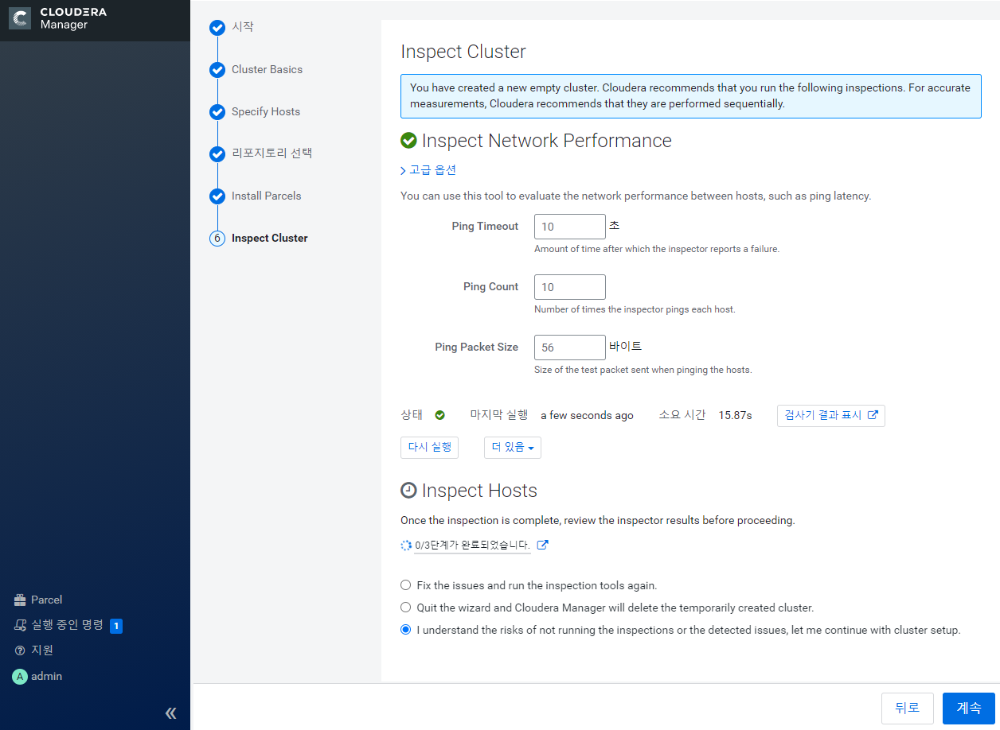 CLOUDERA
Manager
시작
Cluster Basics
Specify Hosts
리포지토리 선택
Install Parcels
6 Inspect Cluster
Parcel
실행 중인 명령 1
지원
A admin
Inspect Cluster
You have created a new empty cluster. Cloudera recommends that you run the following inspections. For accurate
measurements, Cloudera recommends that they are performed sequentially.
Inspect Network Performance
고급 옵션
You can use this tool to evaluate the network performance between hosts, such as ping latency.
Ping Timeout 10 초
Amount of time after which the inspector reports a failure.
Ping Count 10
Number of times the inspector pings each host.
Ping Packet Size 56 바이트
Size of the test packet sent when pinging the hosts.
상태 마지막 실행 a few seconds ago 소요 시간 15.87s 검사기 결과 표시
다시 실행 더 있음
Inspect Hosts
Once the inspection is complete, review the inspector results before proceeding.
0/3단계가 완료되었습니다.
Fix the issues and run the inspection tools again.
Quit the wizard and Cloudera Manager will delete the temporarily created cluster.
I understand the risks of not running the inspections or the detected issues, let me continue with cluster setup.
뒤로 계속